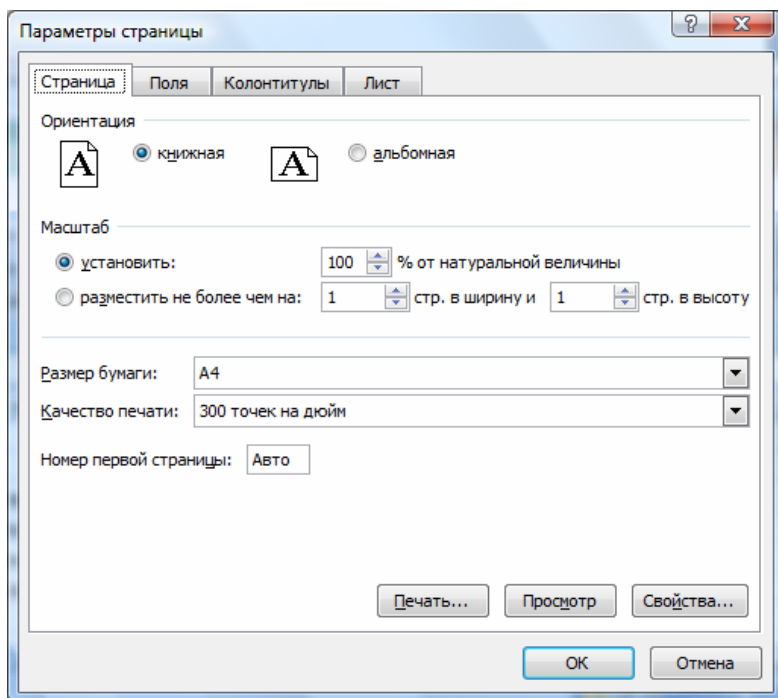 Параметры страницы
Страница Поля Колонтитулы Лист
Ориентация
A книжная A альбомная
Масштаб
установить: 100 % от натуральной величины
разместить не более чем на: 1 стр. в ширину и 1 стр. в высоту
Размер бумаги: A4
Качество печати: 300 точек на дюйм
Номер первой страницы: Авто
Печать... Просмотр Свойства...
ОК Отмена